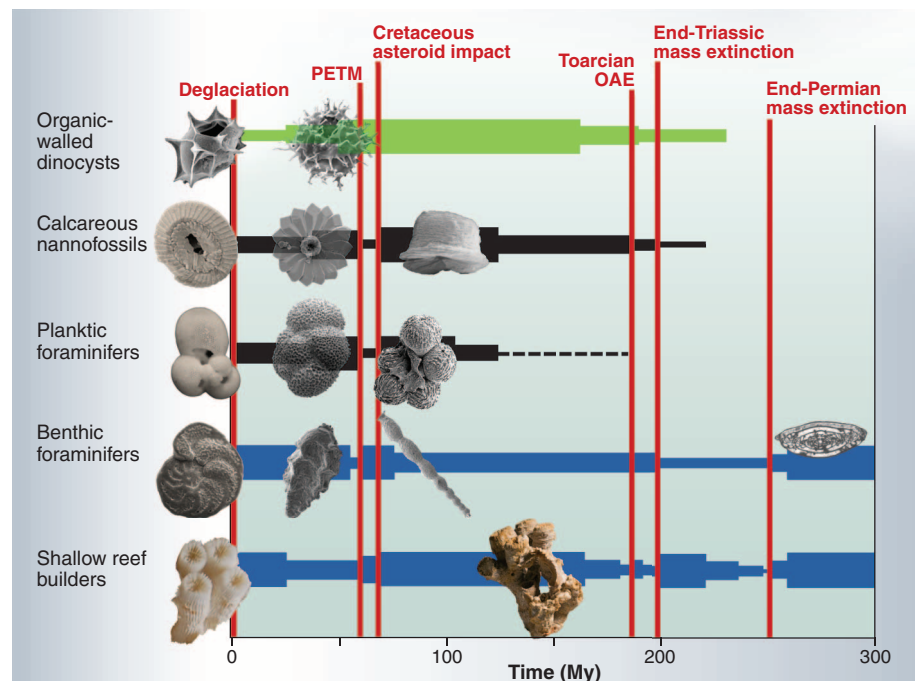 Cretaceous
asteroid impact
End-Triassic
mass extinction
PETM
Toarcian
OAE
Deglaciation
End-Permian
mass extinction
Organic-
walled
dinocysts
Calcareous
nannofossils
Planktic
foraminifers
Benthic
foraminifers
Shallow reef
builders
0
100
200
300
Time (My)